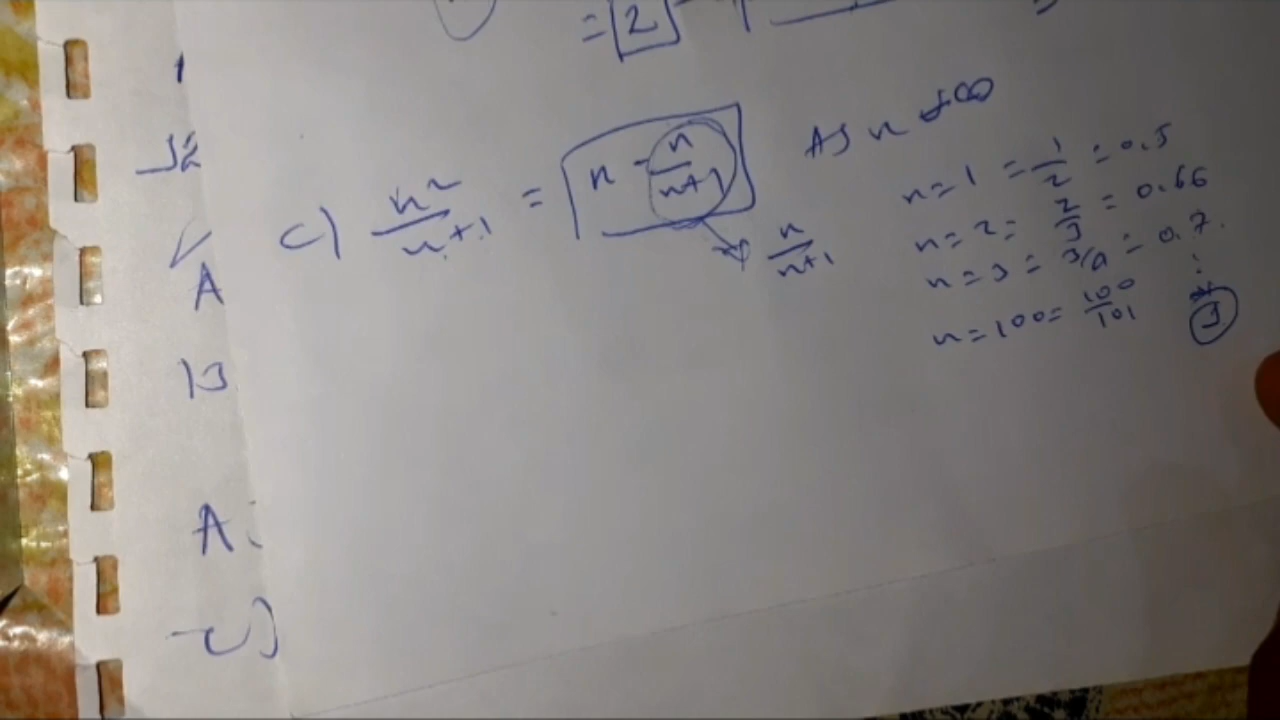 = 2
c) n²/n+1 = n - n/n+1 As n → ∞
→ n/n+1
n=1 = 1/2 = 0.5
n=2 = 2/3 = 0.66
n=3 = 3/4 = 0.7.
n=100 = 100/101
1
A
13
A: